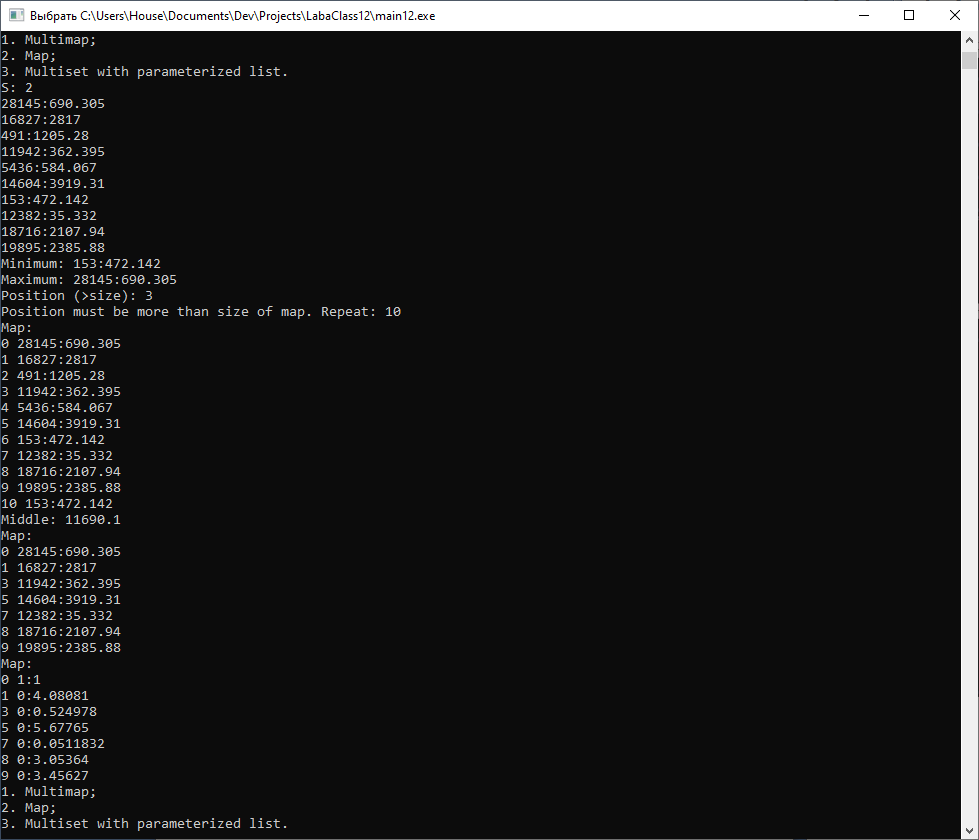 Выбрать C:\Users\House\Documents\Dev\Projects\LabaClass12\main12.exe
1. Multimap;
2. Map;
3. Multiset with parameterized list.
S: 2
28145:690.305
16827:2817
491:1205.28
11942:362.395
5436:584.067
14604:3919.31
153:472.142
12382:35.332
18716:2107.94
19895:2385.88
Minimum: 153:472.142
Maximum: 28145:690.305
Position (>size): 3
Position must be more than size of map. Repeat: 10
Map:
0 28145:690.305
1 16827:2817
2 491:1205.28
3 11942:362.395
4 5436:584.067
5 14604:3919.31
6 153:472.142
7 12382:35.332
8 18716:2107.94
9 19895:2385.88
10 153:472.142
Middle: 11690.1
Map:
0 28145:690.305
1 16827:2817
3 11942:362.395
5 14604:3919.31
7 12382:35.332
8 18716:2107.94
9 19895:2385.88
Map:
0 1:1
1 0:4.08081
3 0:0.524978
5 0:5.67765
7 0:0.0511832
8 0:3.05364
9 0:3.45627
1. Multimap;
2. Map;
3. Multiset with parameterized list.